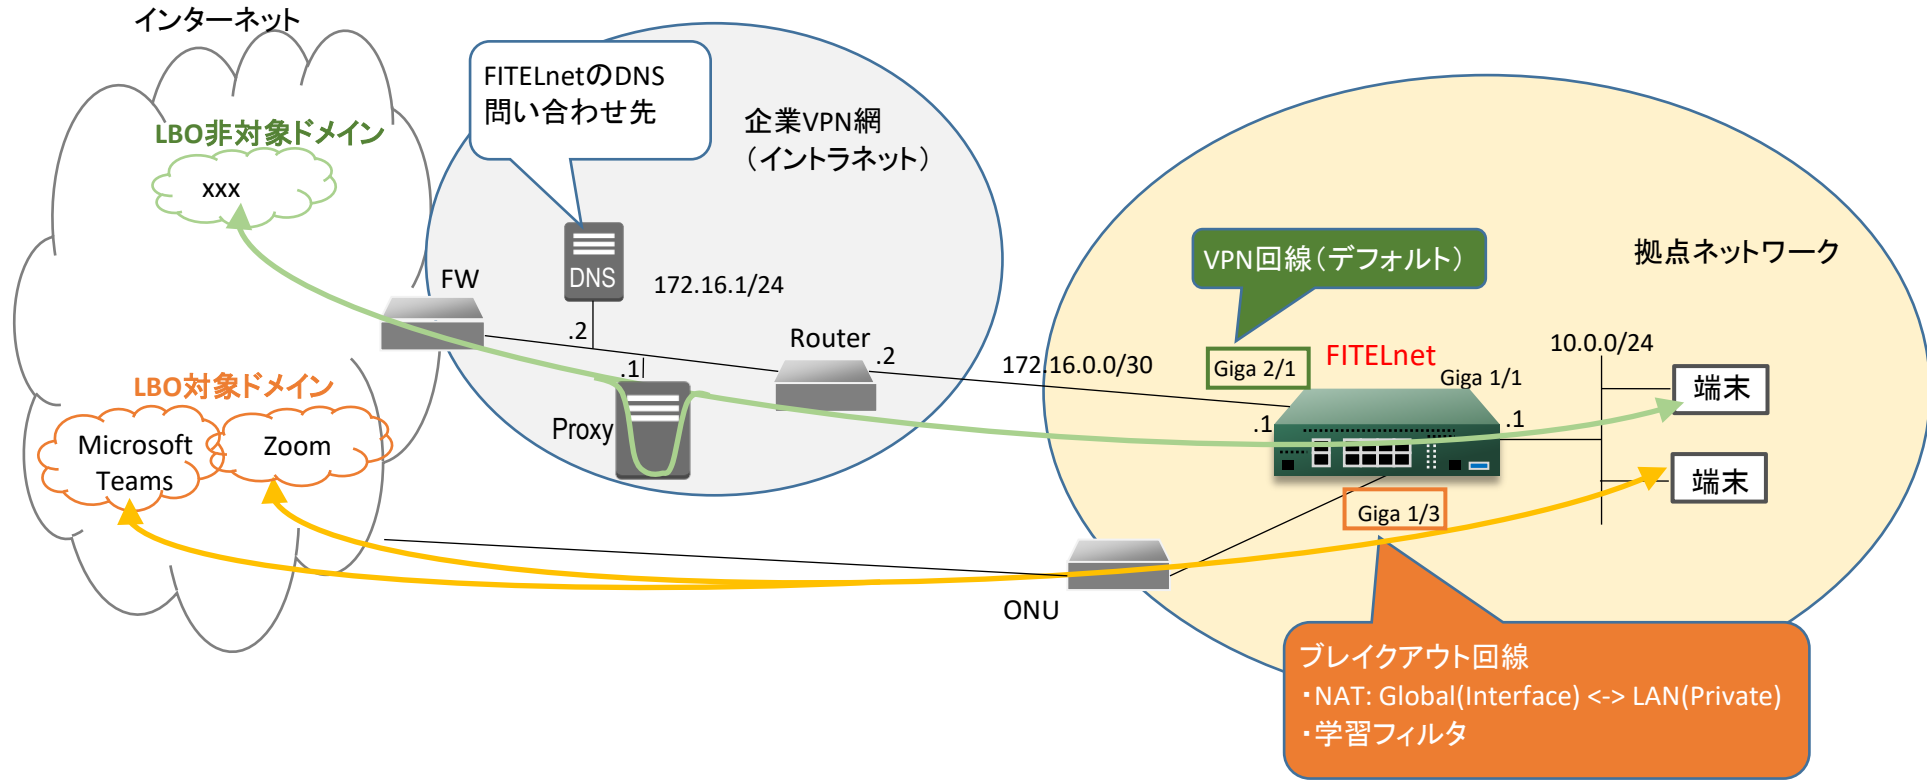 インターネット
LBO非対象ドメイン
xxx
LBO対象ドメイン
Microsoft
Teams
Zoom
FITELnetのDNS
問い合わせ先
企業VPN網
（イントラネット）
FW
DNS
172.16.1/24
.2
.1
Proxy
Router
.2
172.16.0.0/30
VPN回線（デフォルト）
拠点ネットワーク
Giga 2/1
FITELnet
Giga 1/1
10.0.0/24
.1
.1
端末
端末
Giga 1/3
ONU
ブレイクアウト回線
・NAT: Global(Interface) <-> LAN(Private)
・学習フィルタ